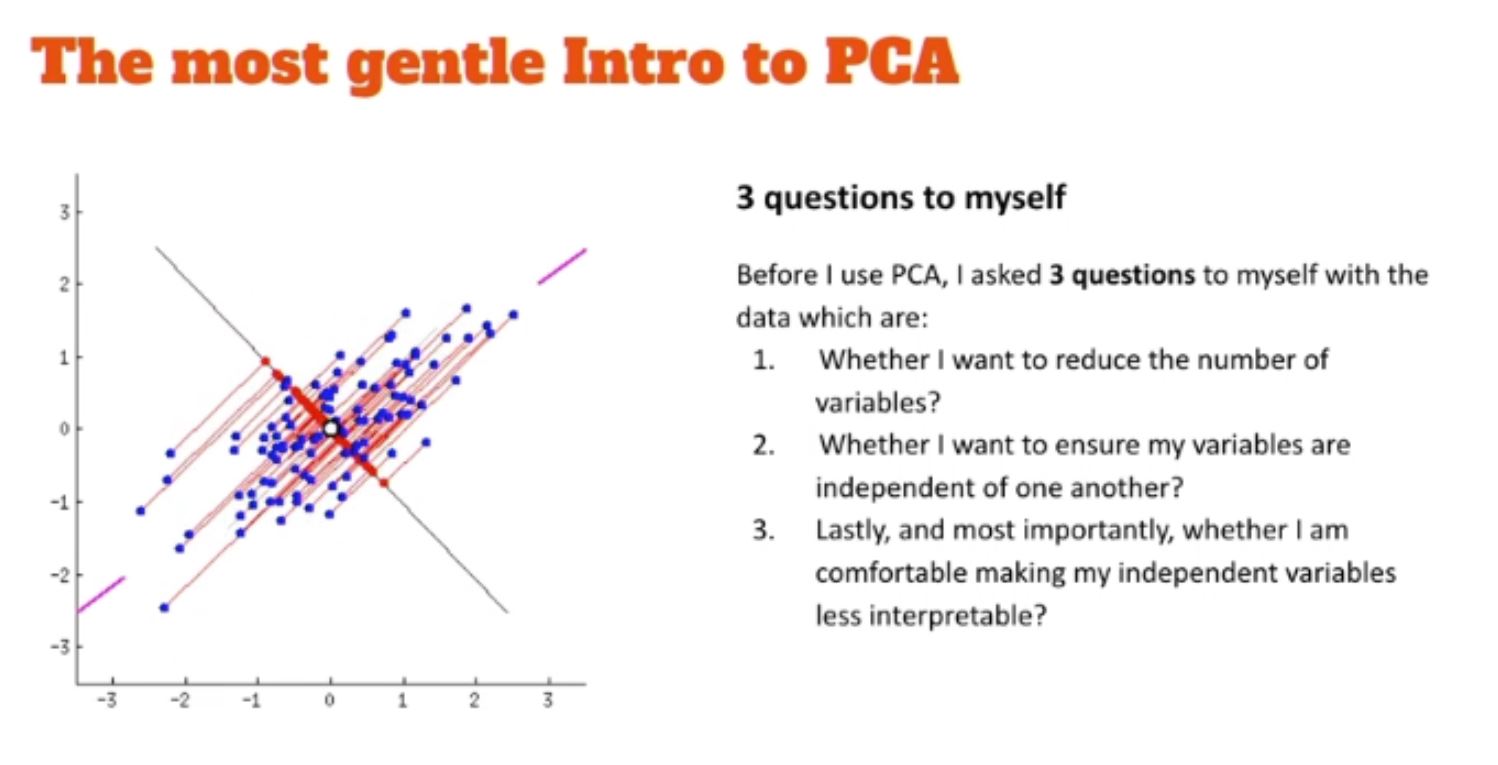 The most gentle Intro to PCA
3 questions to myself
Before I use PCA, I asked 3 questions to myself with the
data which are:
1. Whether I want to reduce the number of
variables?
2. Whether I want to ensure my variables are
independent of one another?
3. Lastly, and most importantly, whether I am
comfortable making my independent variables
less interpretable?
3
2
1
0
-1
-2
-3
-3 -2 -1 0 1 2 3